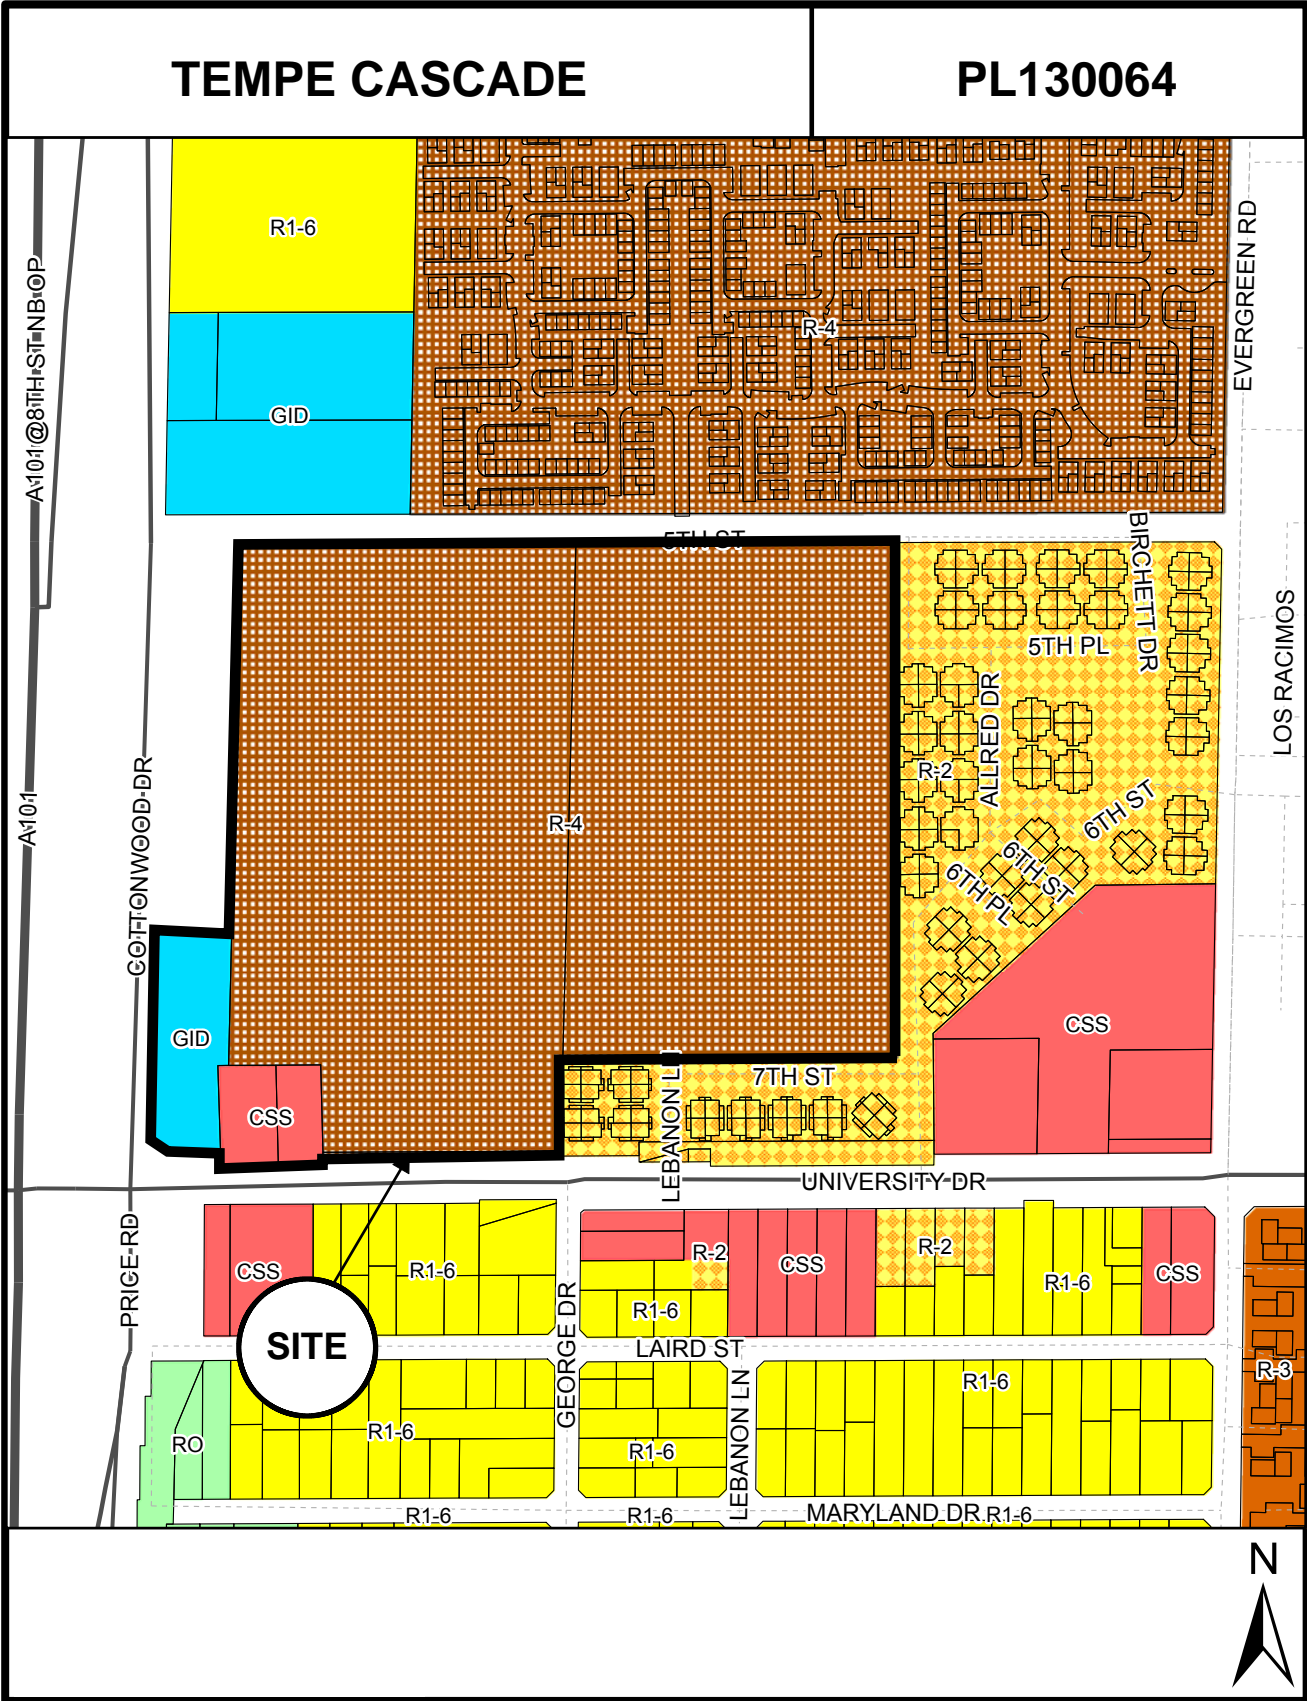 TEMPE CASCADE
PL130064
R1-6
R-4
GID
A101@8TH ST NB OP
EVERGREEN RD
5TH ST
BIRCHETT DR
5TH PL
LOS RACIMOS
ALLRED DR
R-2
6TH ST
6TH ST
6TH PL
R-4
A101
COTTONWOOD DR
GID
CSS
CSS
7TH ST
LEBANON LN
UNIVERSITY DR
PRICE RD
CSS
R1-6
R-2
CSS
R-2
R1-6
CSS
R1-6
GEORGE DR
SITE
LAIRD ST
R-3
R1-6
RO
R1-6
R1-6
LEBANON LN
R1-6
R1-6
MARYLAND DR
R1-6
N